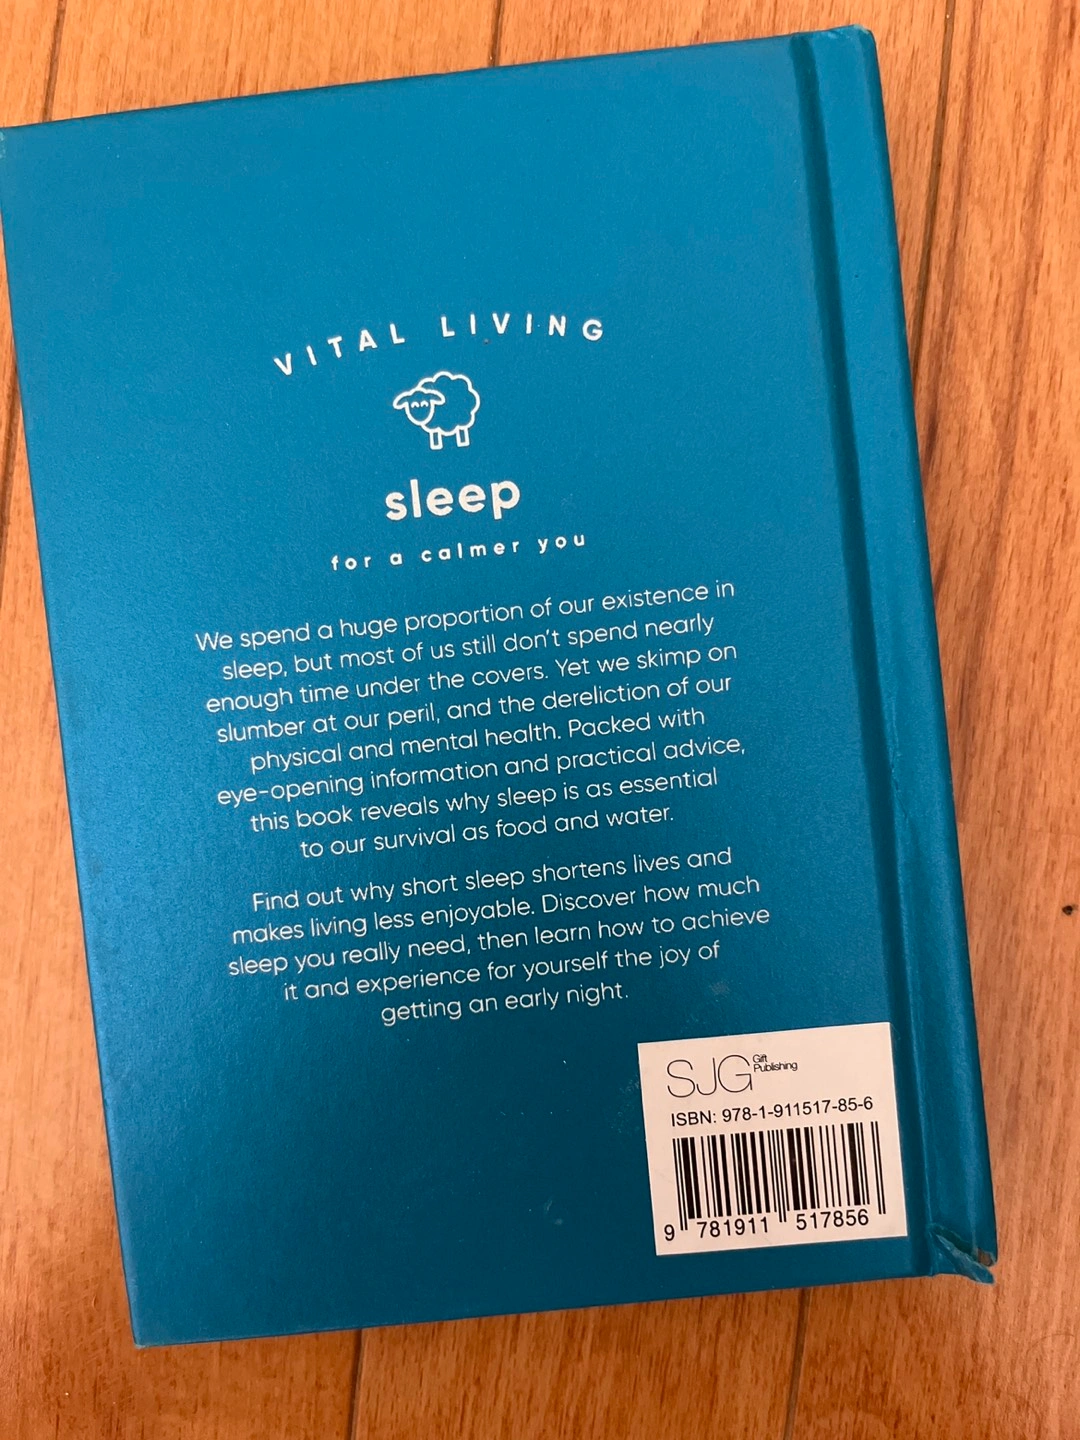 VITAL LIVING
sleep
for a calmer you
We spend a huge proportion of our existence in
sleep, but most of us still don't spend nearly
enough time under the covers. Yet we skimp on
slumber at our peril, and the dereliction of our
physical and mental health. Packed with
eye-opening information and practical advice,
this book reveals why sleep is as essential
to our survival as food and water.
Find out why short sleep shortens lives and
makes living less enjoyable. Discover how much
sleep you really need, then learn how to achieve
it and experience for yourself the joy of
getting an early night.
SJG Gift
Publishing
ISBN: 978-1-911517-85-6
9 781911 517856